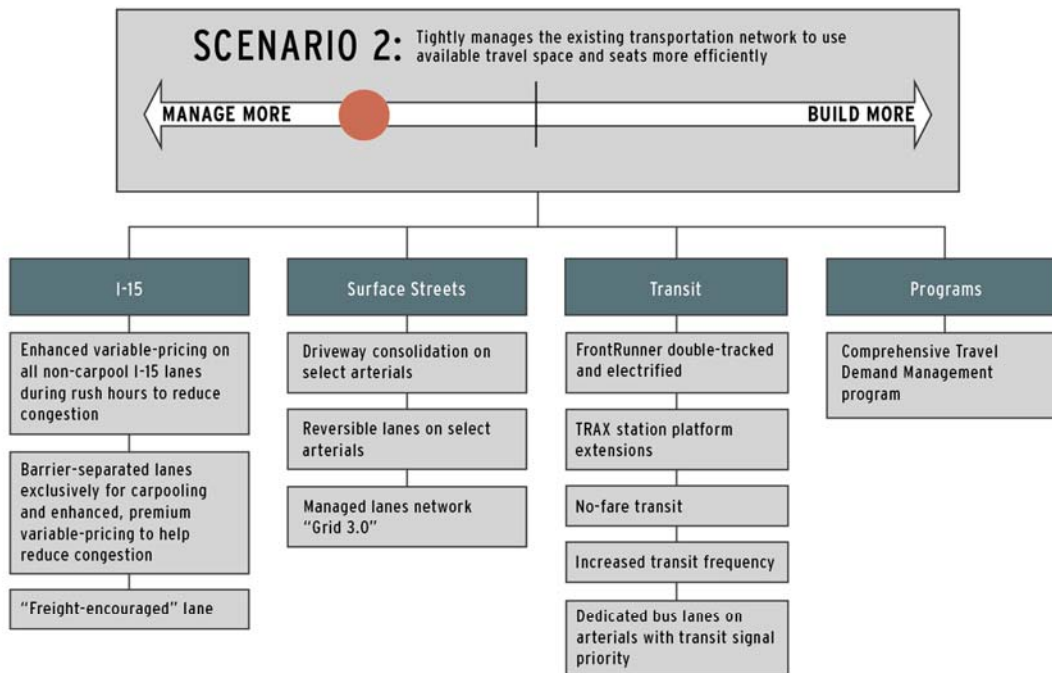 SCENARIO 2: Tightly manages the existing transportation network to use
available travel space and seats more efficiently
MANAGE MORE
BUILD MORE
I-15
Enhanced variable-pricing on
all non-carpool I-15 lanes
during rush hours to reduce
congestion
Barrier-separated lanes
exclusively for carpooling
and enhanced, premium
variable-pricing to help
reduce congestion
“Freight-encouraged” lane
Surface Streets
Driveway consolidation on
select arterials
Reversible lanes on select
arterials
Managed lanes network
“Grid 3.0”
Transit
FrontRunner double-tracked
and electrified
TRAX station platform
extensions
No-fare transit
Increased transit frequency
Dedicated bus lanes on
arterials with transit signal
priority
Programs
Comprehensive Travel
Demand Management
program